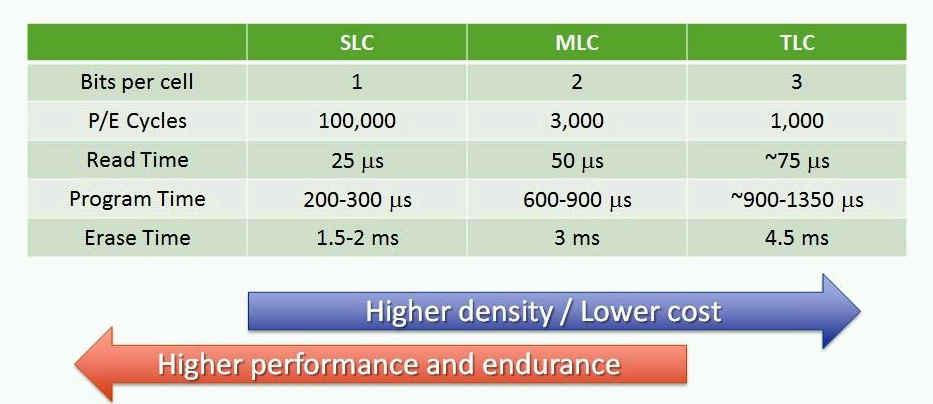 SLC MLC TLC
Bits per cell 1 2 3
P/E Cycles 100,000 3,000 1,000
Read Time 25 μs 50 μs ~75 μs
Program Time 200-300 μs 600-900 μs ~900-1350 μs
Erase Time 1.5-2 ms 3 ms 4.5 ms
Higher density / Lower cost
Higher performance and endurance